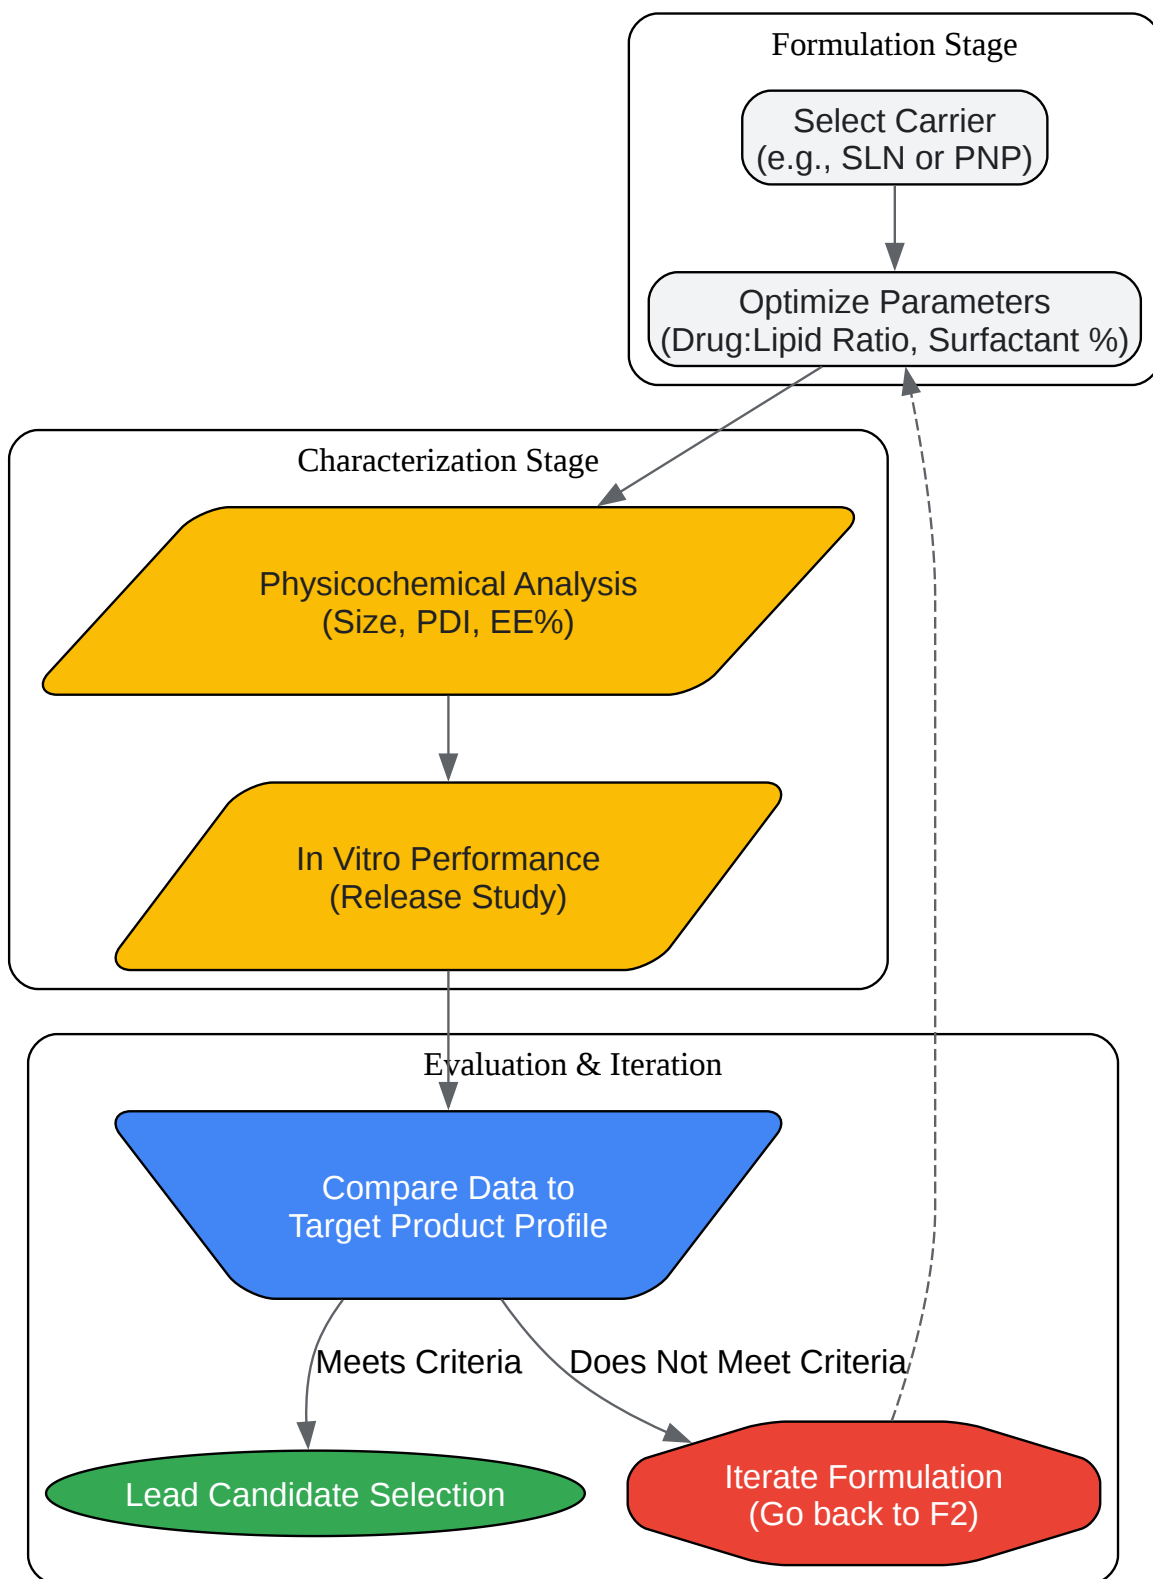 Formulation Stage
Select Carrier
(e.g., SLN or PNP)
Optimize Parameters
(Drug:Lipid Ratio, Surfactant %)
Characterization Stage
Physicochemical Analysis
(Size, PDI, EE%)
In Vitro Performance
(Release Study)
Evaluation & Iteration
Compare Data to
Target Product Profile
Meets Criteria
Does Not Meet Criteria
Lead Candidate Selection
Iterate Formulation
(Go back to F2)